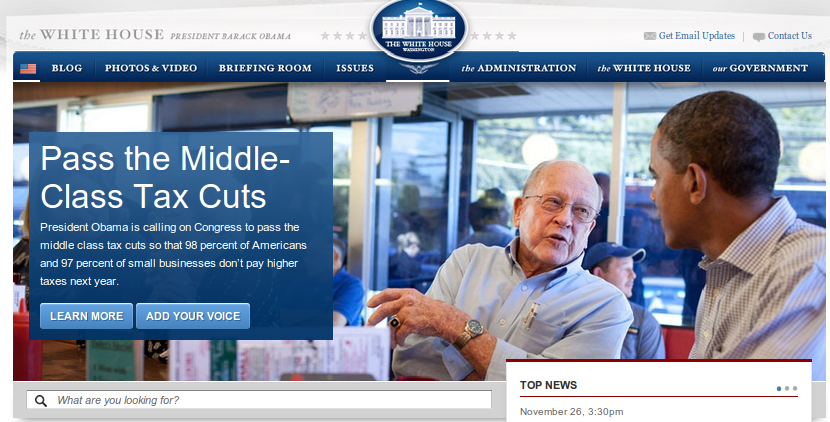 the WHITE HOUSE PRESIDENT BARACK OBAMA
THE WHITE HOUSE
WASHINGTON
Get Email Updates | Contact Us
BLOG PHOTOS & VIDEO BRIEFING ROOM ISSUES the ADMINISTRATION the WHITE HOUSE our GOVERNMENT
Pass the Middle-
Class Tax Cuts
President Obama is calling on Congress to pass the
middle class tax cuts so that 98 percent of Americans
and 97 percent of small businesses don't pay higher
taxes next year.
LEARN MORE ADD YOUR VOICE
What are you looking for?
TOP NEWS
November 26, 3:30pm